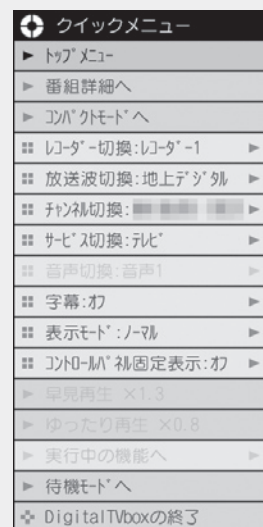 クイックメニュー
トップメニュー
番組詳細へ
コンパクトモードへ
レコーダー切換:レコーダー1
放送波切換:地上デジタル
チャンネル切換:
サービス切換:テレビ
音声切換:音声1
字幕:オフ
表示モード:ノーマル
コントロールパネル固定表示:オフ
早見再生 ×1.3
ゆったり再生 ×0.8
実行中の機能へ
待機モードへ
DigitalTVboxの終了